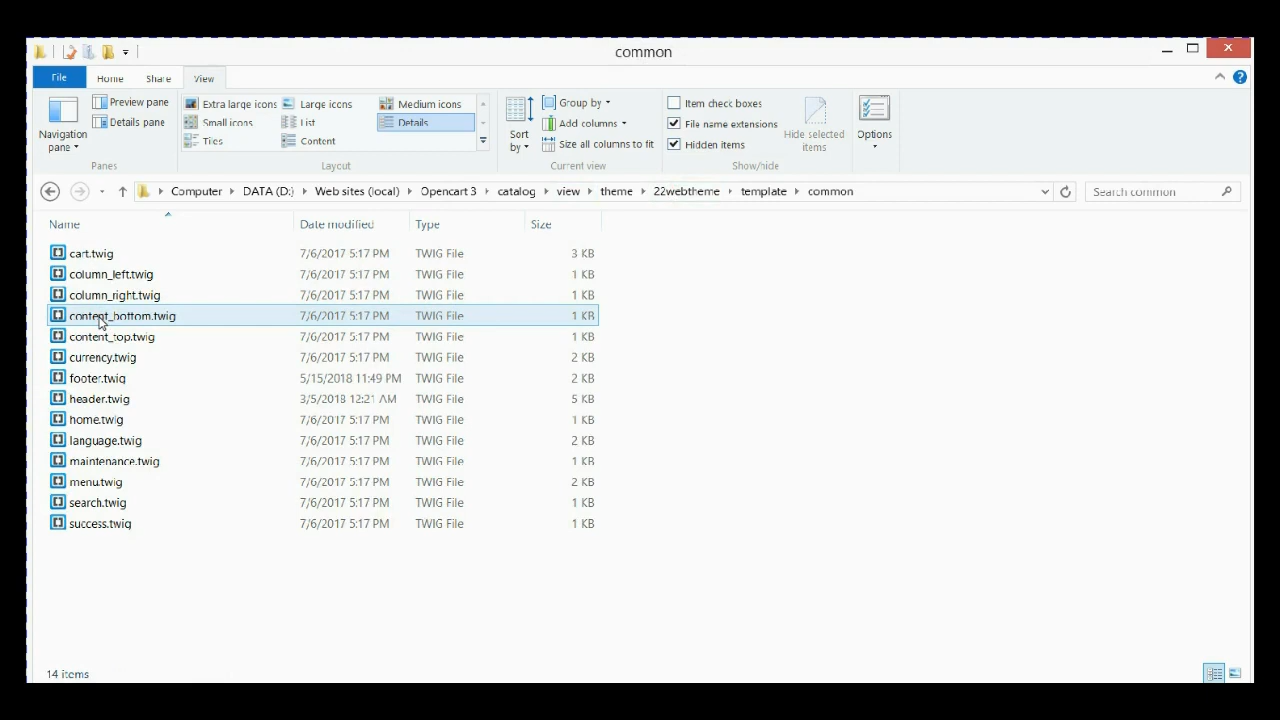 common
File Home Share View
Navigation pane
Preview pane
Details pane
Panes
Extra large icons Large icons Medium icons
Small icons List Details
Tiles Content
Layout
Sort by
Group by
Add columns
Size all columns to fit
Current view
Item check boxes
File name extensions
Hidden items
Hide selected items
Show/hide
Options
Computer DATA (D:) Web sites (local) Opencart 3 catalog view theme 22webtheme template common Search common
Name Date modified Type Size
cart.twig 7/6/2017 5:17 PM TWIG File 3 KB
column_left.twig 7/6/2017 5:17 PM TWIG File 1 KB
column_right.twig 7/6/2017 5:17 PM TWIG File 1 KB
content_bottom.twig 7/6/2017 5:17 PM TWIG File 1 KB
content_top.twig 7/6/2017 5:17 PM TWIG File 1 KB
currency.twig 7/6/2017 5:17 PM TWIG File 2 KB
footer.twig 5/15/2018 11:49 PM TWIG File 2 KB
header.twig 3/5/2018 12:21 AM TWIG File 5 KB
home.twig 7/6/2017 5:17 PM TWIG File 1 KB
language.twig 7/6/2017 5:17 PM TWIG File 2 KB
maintenance.twig 7/6/2017 5:17 PM TWIG File 1 KB
menu.twig 7/6/2017 5:17 PM TWIG File 2 KB
search.twig 7/6/2017 5:17 PM TWIG File 1 KB
success.twig 7/6/2017 5:17 PM TWIG File 1 KB
14 items